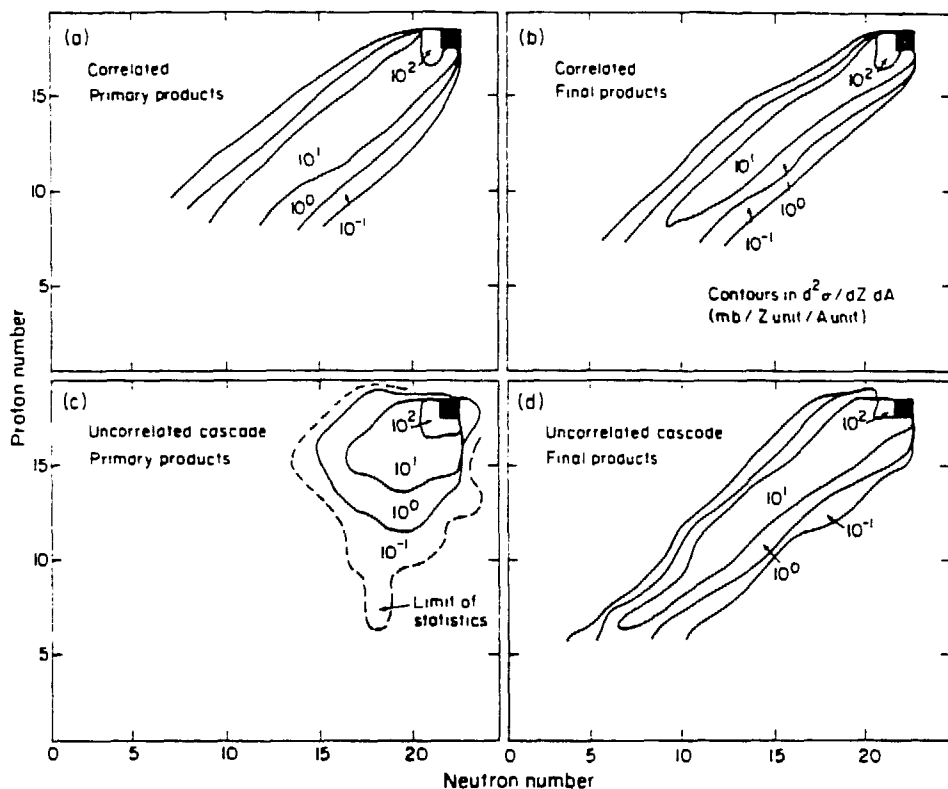 (a)
Correlated
Primary products
10²
10¹
10⁰
10⁻¹
15
10
5
(b)
Correlated
Final products
10²
10¹
10⁰
10⁻¹
Contours in d²σ/dZ dA
(mb / Z unit / A unit)
Proton number
(c)
Uncorrelated cascade
Primary products
10²
10¹
10⁰
10⁻¹
Limit of
statistics
15
10
5
0 5 10 15 20
(d)
Uncorrelated cascade
Final products
10²
10¹
10⁰
10⁻¹
0 5 10 15 20
Neutron number